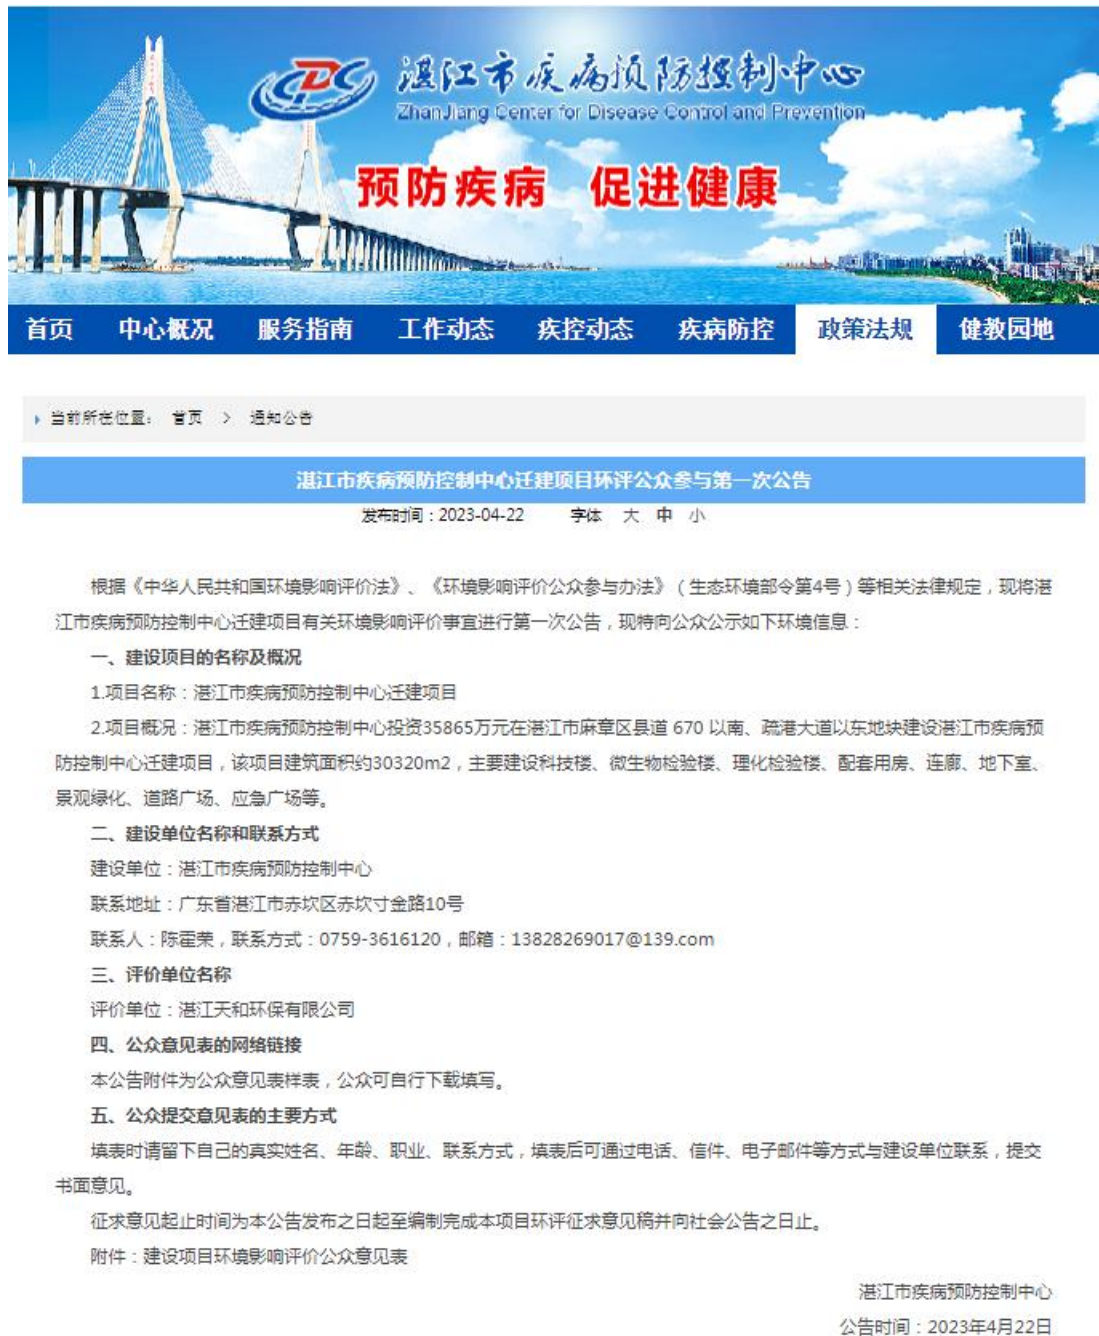 CDC 湛江市疾病预防控制中心
ZhanJiang Center for Disease Control and Prevention
预防疾病 促进健康
首页 中心概况 服务指南 工作动态 疾控动态 疾病防控 政策法规 健教园地
当前所在位置： 首页 > 通知公告
湛江市疾病预防控制中心迁建项目环评公众参与第一次公告
发布时间：2023-04-22 字体 大 中 小
根据《中华人民共和国环境影响评价法》、《环境影响评价公众参与办法》（生态环境部令第4号）等相关法律规定，现将湛
江市疾病预防控制中心迁建项目有关环境影响评价事宜进行第一次公告，现特向公众公示如下环境信息：
一、建设项目的名称及概况
1.项目名称：湛江市疾病预防控制中心迁建项目
2.项目概况：湛江市疾病预防控制中心投资35865万元在湛江市麻章区县道 670 以南、疏港大道以东地块建设湛江市疾病预
防控制中心迁建项目，该项目建筑面积约30320m2，主要建设科技楼、微生物检验楼、理化检验楼、配套用房、连廊、地下室、
景观绿化、道路广场、应急广场等。
二、建设单位名称和联系方式
建设单位：湛江市疾病预防控制中心
联系地址：广东省湛江市赤坎区赤坎寸金路10号
联系人：陈霍荣，联系方式：0759-3616120，邮箱：13828269017@139.com
三、评价单位名称
评价单位：湛江天和环保有限公司
四、公众意见表的网络链接
本公告附件为公众意见表样表，公众可自行下载填写。
五、公众提交意见表的主要方式
填表时请留下自己的真实姓名、年龄、职业、联系方式，填表后可通过电话、信件、电子邮件等方式与建设单位联系，提交
书面意见。
征求意见起止时间为本公告发布之日起至编制完成本项目环评征求意见稿并向社会公告之日止。
附件：建设项目环境影响评价公众意见表
湛江市疾病预防控制中心
公告时间：2023年4月22日